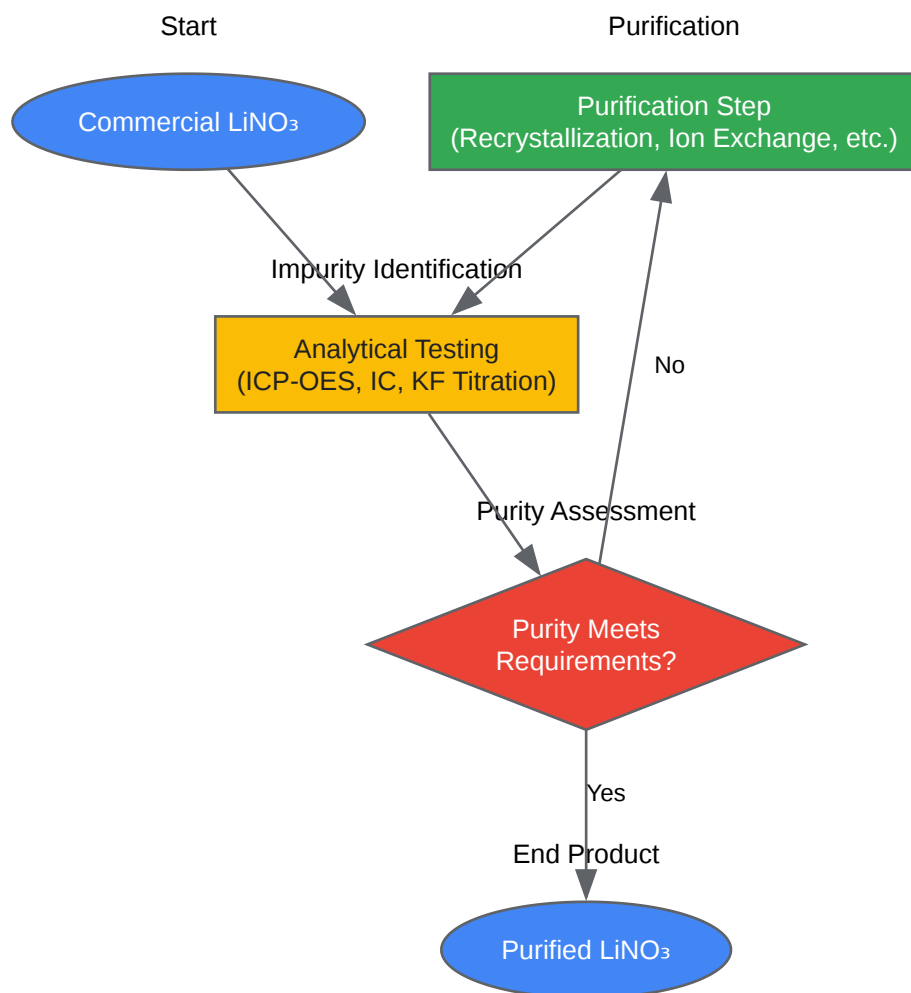 Start
Purification
Commercial LiNO₃
Purification Step
(Recrystallization, Ion Exchange, etc.)
Impurity Identification
Analytical Testing
(ICP-OES, IC, KF Titration)
No
Purity Assessment
Purity Meets
Requirements?
Yes
End Product
Purified LiNO₃